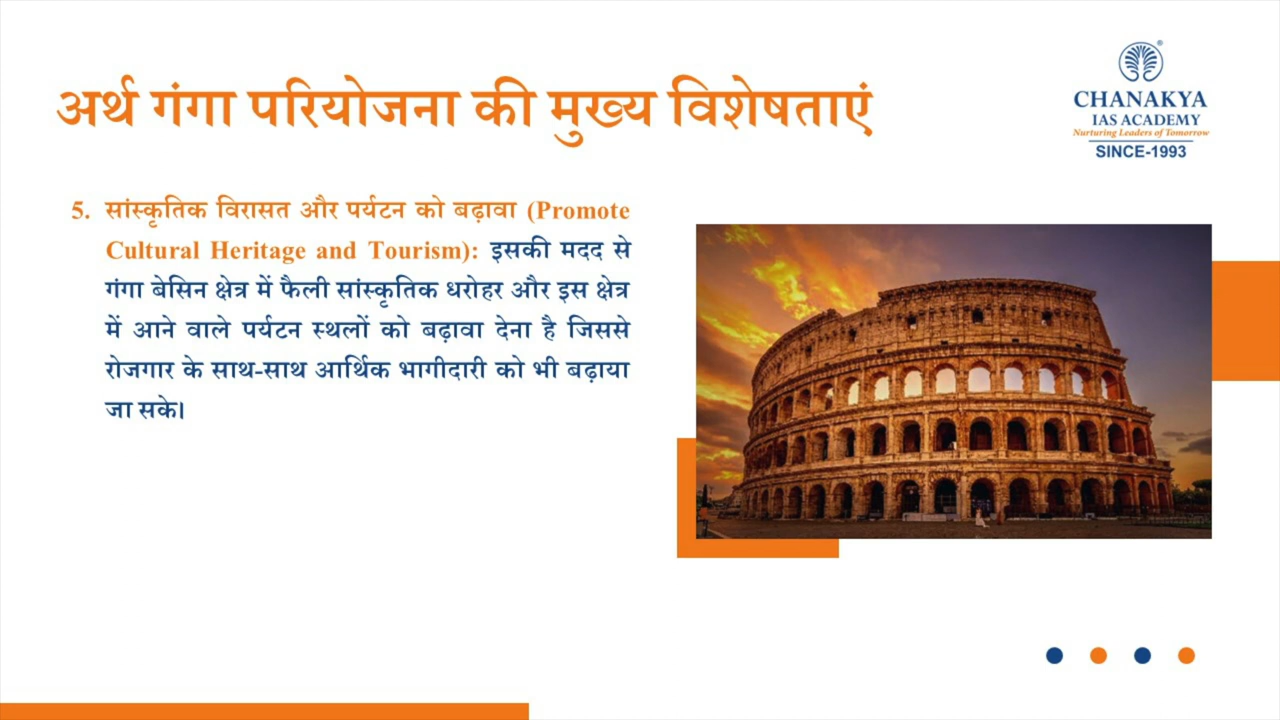 अर्थ गंगा परियोजना की मुख्य विशेषताएं
CHANAKYA
IAS ACADEMY
Nurturing Leaders of Tomorrow
SINCE-1993
5. सांस्कृतिक विरासत और पर्यटन को बढ़ावा (Promote
Cultural Heritage and Tourism): इसकी मदद से
गंगा बेसिन क्षेत्र में फैली सांस्कृतिक धरोहर और इस क्षेत्र
में आने वाले पर्यटन स्थलों को बढ़ावा देना है जिससे
रोजगार के साथ-साथ आर्थिक भागीदारी को भी बढ़ाया
जा सके।